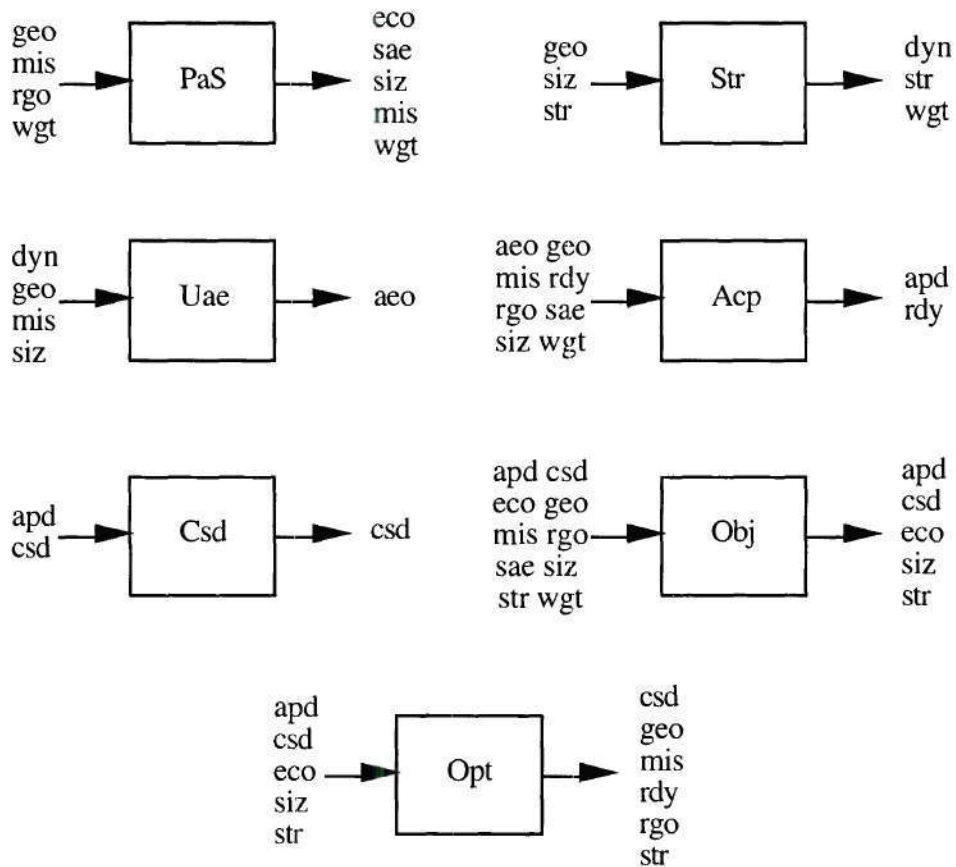 geo
mis
rgo
wgt
PaS
eco
sae
siz
mis
wgt
geo
siz
str
Str
dyn
str
wgt
dyn
geo
mis
siz
Uae
aeo
aeo geo
mis rdy
rgo sae
siz wgt
Acp
apd
rdy
apd
csd
Csd
csd
apd csd
eco geo
mis rgo
sae siz
str wgt
Obj
apd
csd
eco
siz
str
apd
csd
eco
siz
str
Opt
csd
geo
mis
rdy
rgo
str